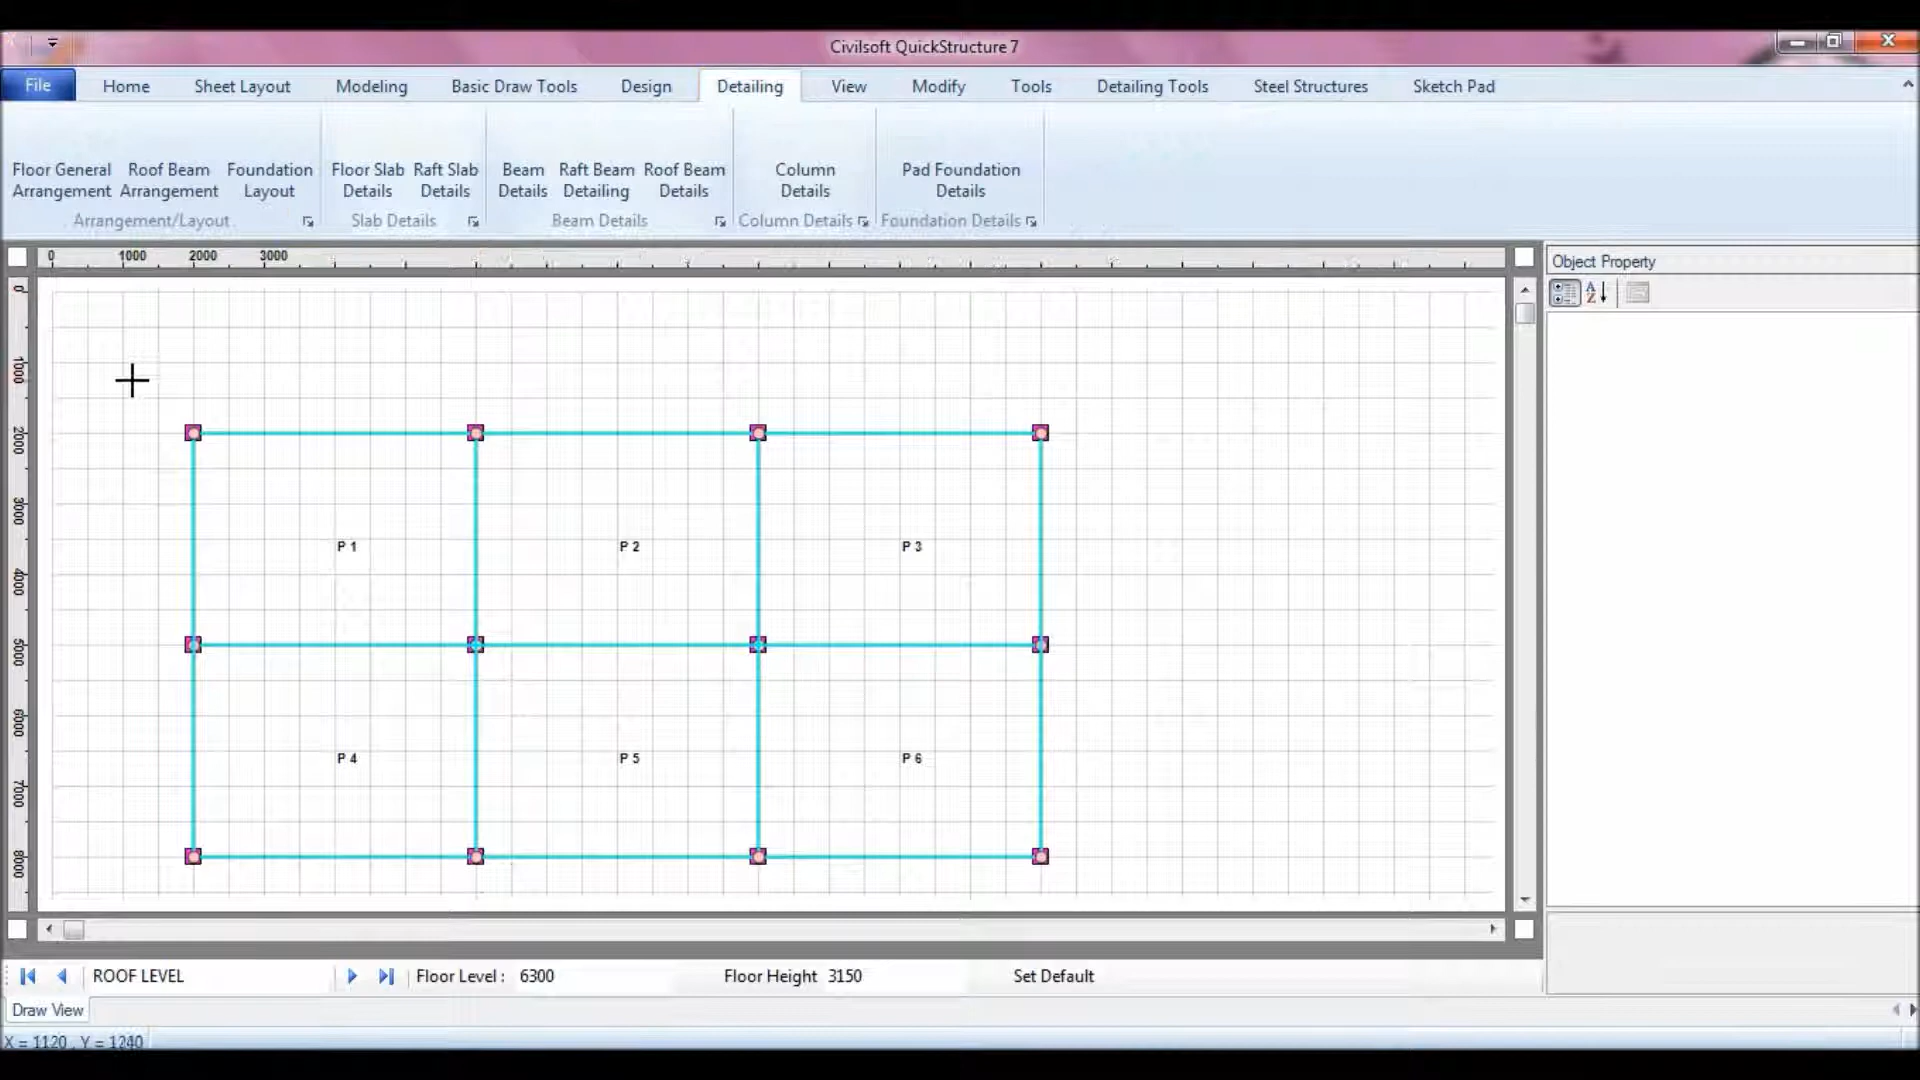 Civilsoft QuickStructure 7
File Home Sheet Layout Modeling Basic Draw Tools Design Detailing View Modify Tools Detailing Tools Steel Structures Sketch Pad
Floor General Arrangement
Roof Beam Arrangement
Foundation Layout
Arrangement/Layout
Floor Slab Details
Raft Slab Details
Slab Details
Beam Details
Raft Beam Detailing
Roof Beam Details
Beam Details
Column Details
Column Details
Pad Foundation Details
Foundation Details
0 1000 2000 3000
Object Property
0
1000
2000
3000
4000
5000
6000
7000
8000
P 1 P 2 P 3
P 4 P 5 P 6
ROOF LEVEL Floor Level : 6300 Floor Height 3150 Set Default
Draw View
X = 1120 , Y = 1240